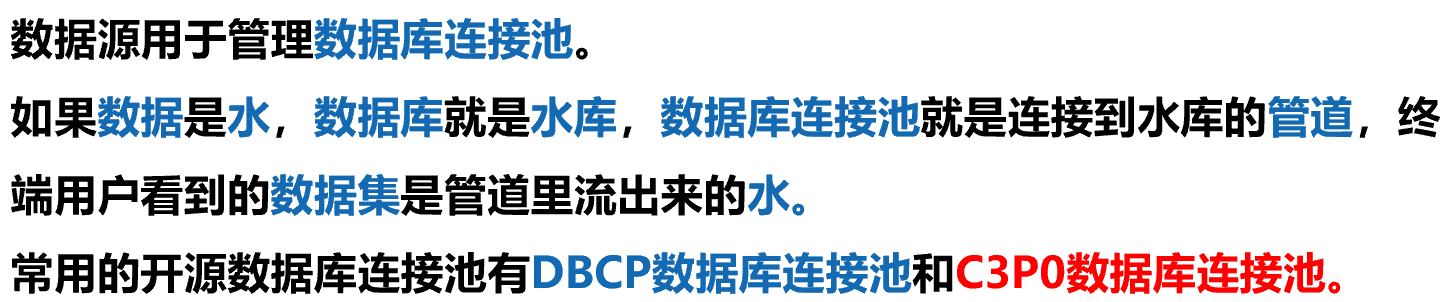 数据源用于管理数据库连接池。
如果数据是水，数据库就是水库，数据库连接池就是连接到水库的管道，终
端用户看到的数据集是管道里流出来的水。
常用的开源数据库连接池有DBCP数据库连接池和C3P0数据库连接池。